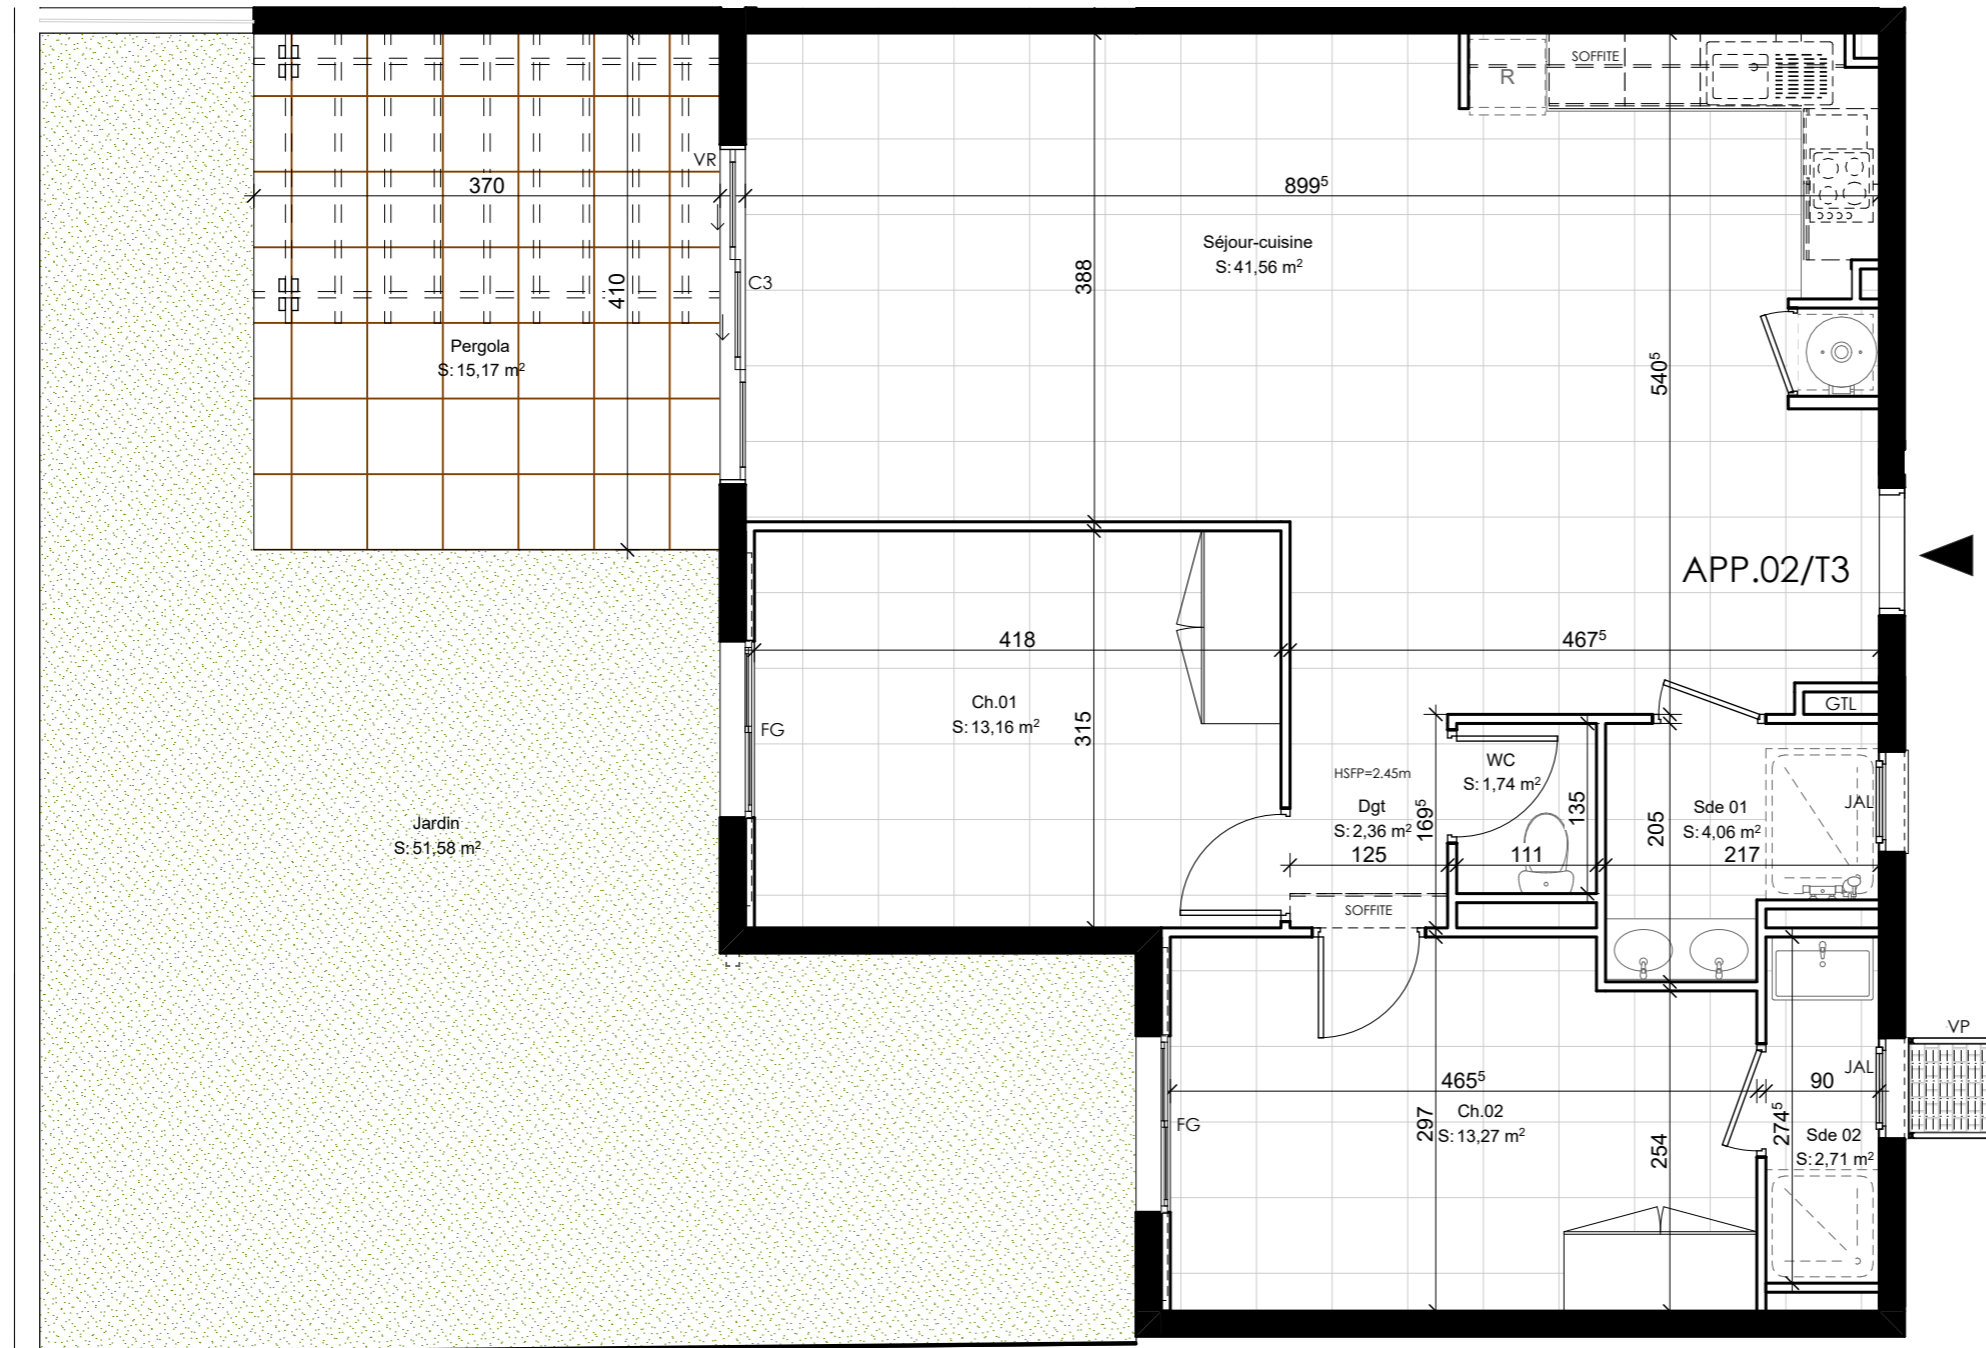 SOFFITE
R
VR
370
899⁵
Séjour-cuisine
S: 41,56 m²
388
C3
410
Pergola
S: 15,17 m²
540⁵
APP.02/T3
418
467⁵
Ch.01
S: 13,16 m²
315
FG
GTL
HSFP=2.45m
WC
S: 1,74 m²
Dgt
S: 2,36 m²
169⁵
135
Sde 01
S: 4,06 m²
205
JAL
125
111
217
Jardin
S: 51,58 m²
SOFFITE
VP
JAL
465⁵
90
Ch.02
S: 13,27 m²
297
254
274⁵
FG
Sde 02
S: 2,71 m²